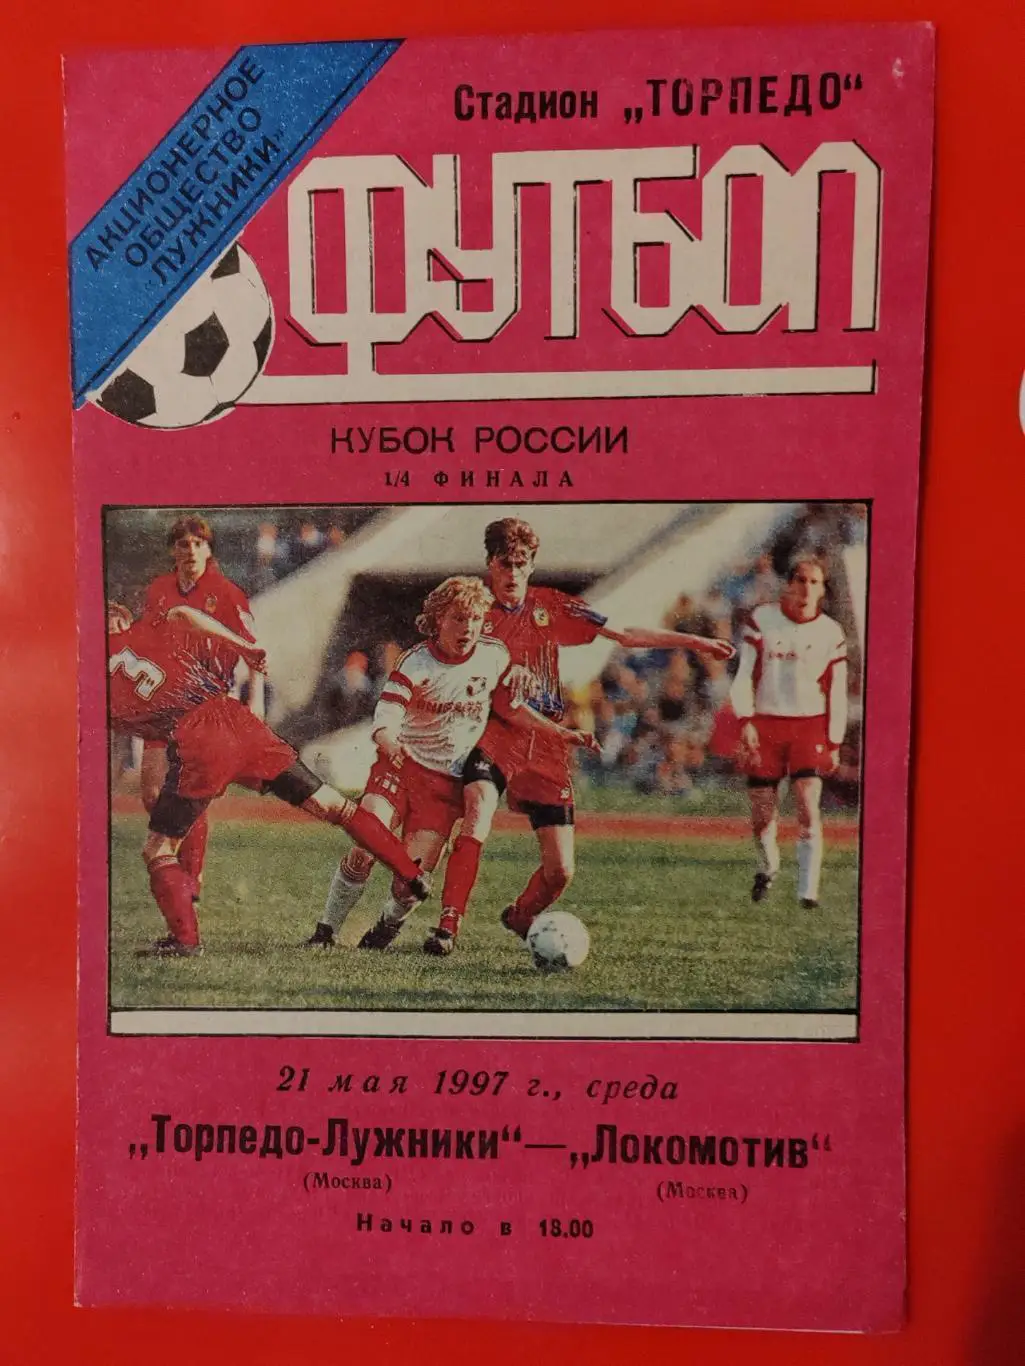 АКЦИОНЕРНОЕ
ОБЩЕСТВО
"ЛУЖНИКИ"
Стадион „ТОРПЕДО“
ФУТБОЛ
КУБОК РОССИИ
1/4 ФИНАЛА
3
21 мая 1997 г., среда
„Торпедо-Лужники“ — „Локомотив“
(Москва) (Москва)
Начало в 18.00